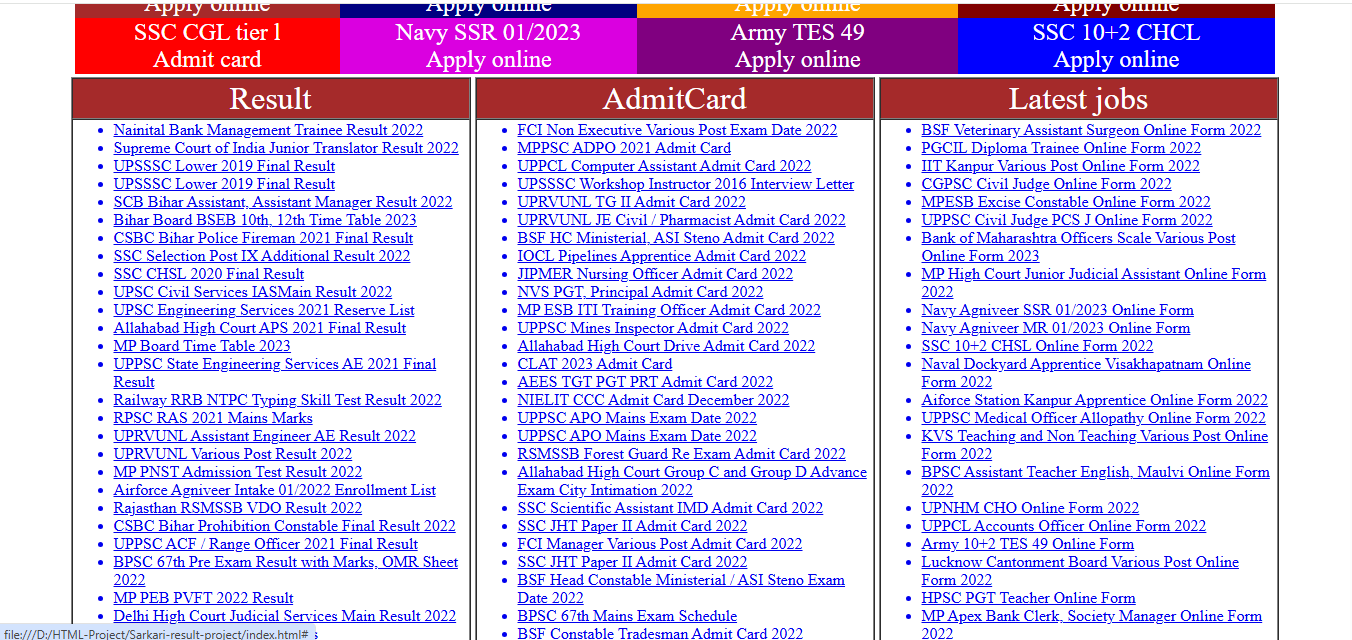 Apply online Apply online Apply online Apply online
SSC CGL tier l Navy SSR 01/2023 Army TES 49 SSC 10+2 CHCL
Admit card Apply online Apply online Apply online
Result
Nainital Bank Management Trainee Result 2022
Supreme Court of India Junior Translator Result 2022
UPSSSC Lower 2019 Final Result
UPSSSC Lower 2019 Final Result
SCB Bihar Assistant, Assistant Manager Result 2022
Bihar Board BSEB 10th, 12th Time Table 2023
CSBC Bihar Police Fireman 2021 Final Result
SSC Selection Post IX Additional Result 2022
SSC CHSL 2020 Final Result
UPSC Civil Services IASMain Result 2022
UPSC Engineering Services 2021 Reserve List
Allahabad High Court APS 2021 Final Result
MP Board Time Table 2023
UPPSC State Engineering Services AE 2021 Final
Result
Railway RRB NTPC Typing Skill Test Result 2022
RPSC RAS 2021 Mains Marks
UPRVUNL Assistant Engineer AE Result 2022
UPRVUNL Various Post Result 2022
MP PNST Admission Test Result 2022
Airforce Agniveer Intake 01/2022 Enrollment List
Rajasthan RSMSSB VDO Result 2022
CSBC Bihar Prohibition Constable Final Result 2022
UPPSC ACF / Range Officer 2021 Final Result
BPSC 67th Pre Exam Result with Marks, OMR Sheet
2022
MP PEB PVFT 2022 Result
Delhi High Court Judicial Services Main Result 2022
AdmitCard
FCI Non Executive Various Post Exam Date 2022
MPPSC ADPO 2021 Admit Card
UPPCL Computer Assistant Admit Card 2022
UPSSSC Workshop Instructor 2016 Interview Letter
UPRVUNL TG II Admit Card 2022
UPRVUNL JE Civil / Pharmacist Admit Card 2022
BSF HC Ministerial, ASI Steno Admit Card 2022
IOCL Pipelines Apprentice Admit Card 2022
JIPMER Nursing Officer Admit Card 2022
NVS PGT, Principal Admit Card 2022
MP ESB ITI Training Officer Admit Card 2022
UPPSC Mines Inspector Admit Card 2022
Allahabad High Court Drive Admit Card 2022
CLAT 2023 Admit Card
AEES TGT PGT PRT Admit Card 2022
NIELIT CCC Admit Card December 2022
UPPSC APO Mains Exam Date 2022
UPPSC APO Mains Exam Date 2022
RSMSSB Forest Guard Re Exam Admit Card 2022
Allahabad High Court Group C and Group D Advance
Exam City Intimation 2022
SSC Scientific Assistant IMD Admit Card 2022
SSC JHT Paper II Admit Card 2022
FCI Manager Various Post Admit Card 2022
SSC JHT Paper II Admit Card 2022
BSF Head Constable Ministerial / ASI Steno Exam
Date 2022
BPSC 67th Mains Exam Schedule
BSF Constable Tradesman Admit Card 2022
Latest jobs
BSF Veterinary Assistant Surgeon Online Form 2022
PGCIL Diploma Trainee Online Form 2022
IIT Kanpur Various Post Online Form 2022
CGPSC Civil Judge Online Form 2022
MPESB Excise Constable Online Form 2022
UPPSC Civil Judge PCS J Online Form 2022
Bank of Maharashtra Officers Scale Various Post
Online Form 2023
MP High Court Junior Judicial Assistant Online Form
2022
Navy Agniveer SSR 01/2023 Online Form
Navy Agniveer MR 01/2023 Online Form
SSC 10+2 CHSL Online Form 2022
Naval Dockyard Apprentice Visakhapatnam Online
Form 2022
Aiforce Station Kanpur Apprentice Online Form 2022
UPPSC Medical Officer Allopathy Online Form 2022
KVS Teaching and Non Teaching Various Post Online
Form 2022
BPSC Assistant Teacher English, Maulvi Online Form
2022
UPNHM CHO Online Form 2022
UPPCL Accounts Officer Online Form 2022
Army 10+2 TES 49 Online Form
Lucknow Cantonment Board Various Post Online
Form 2022
HPSC PGT Teacher Online Form
MP Apex Bank Clerk, Society Manager Online Form
2022
file:///D:/HTML-Project/Sarkari-result-project/index.html#